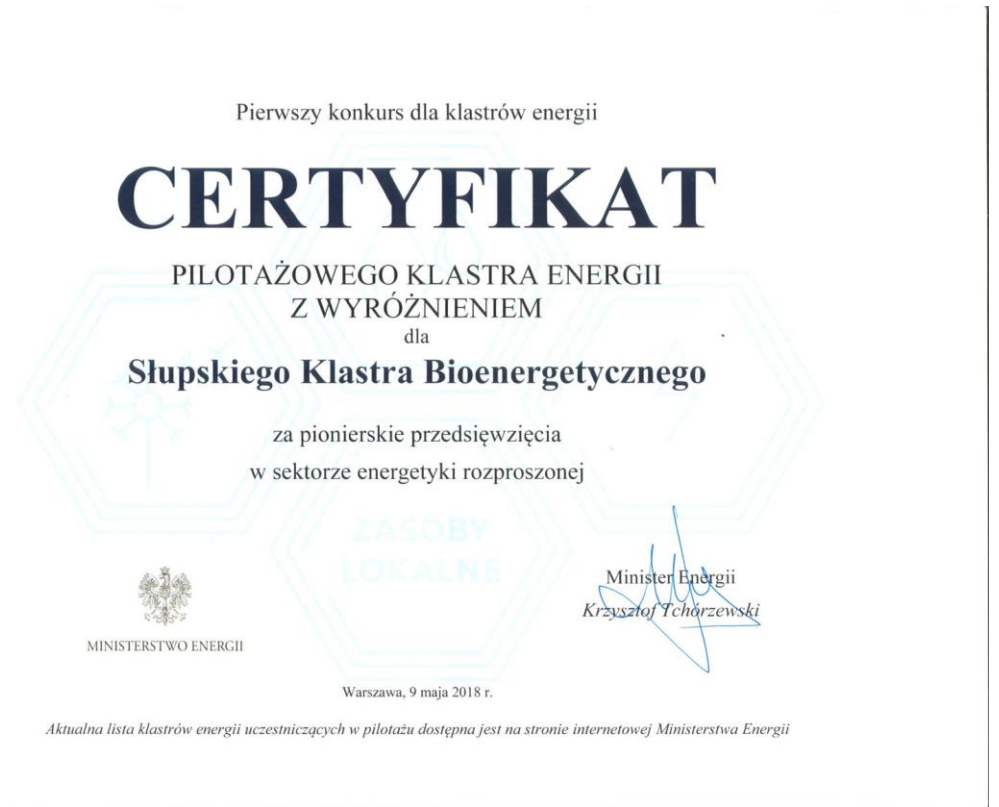 Pierwszy konkurs dla klastrów energii
CERTYFIKAT
PILOTAŻOWEGO KLASTRA ENERGII
Z WYRÓŻNIENIEM
dla
Słupskiego Klastra Bioenergetycznego
za pionierskie przedsięwzięcia
w sektorze energetyki rozproszonej
ZASOBY
LOKALNE
Minister Energii
Krzysztof Tchórzewski
MINISTERSTWO ENERGII
Warszawa, 9 maja 2018 r.
Aktualna lista klastrów energii uczestniczących w pilotażu dostępna jest na stronie internetowej Ministerstwa Energii